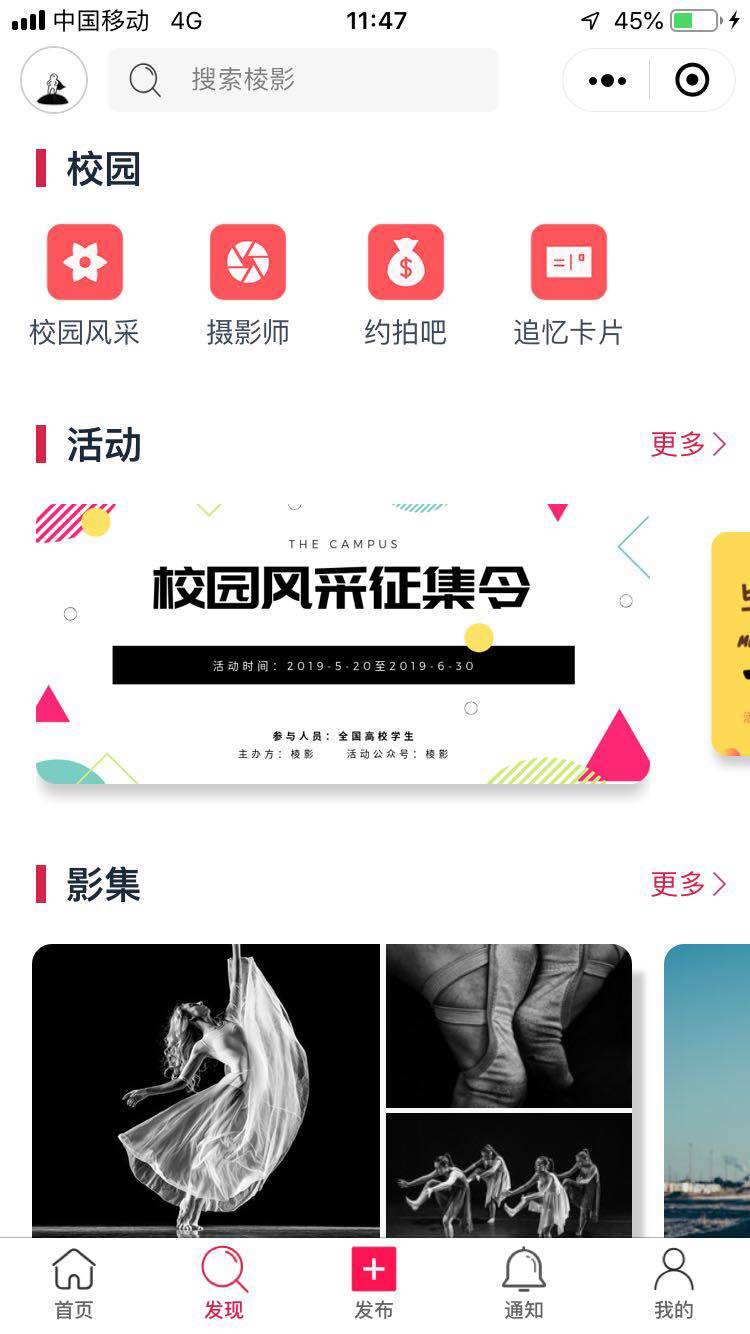 中国移动 4G 11:47 45%
搜索棱影
校园
校园风采 摄影师 约拍吧 追忆卡片
活动 更多
THE CAMPUS
校园风采征集令
活动时间：2019-5-20至2019-6-30
参与人员：全国高校学生
主办方：棱影 活动公众号：棱影
影集 更多
首页 发现 发布 通知 我的